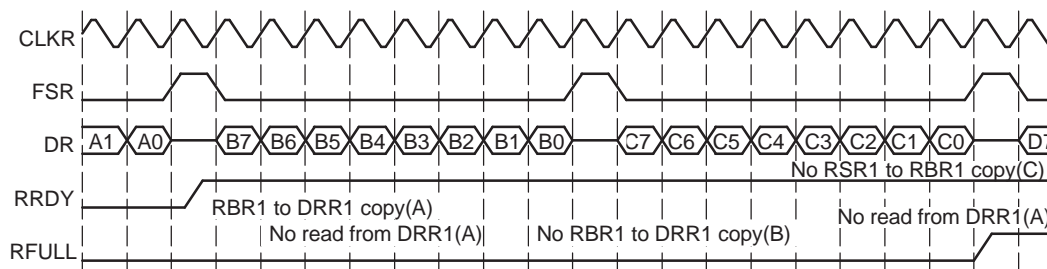 CLKR
FSR
DR A1 A0 B7 B6 B5 B4 B3 B2 B1 B0 C7 C6 C5 C4 C3 C2 C1 C0 D7
No RSR1 to RBR1 copy(C)
RRDY
RBR1 to DRR1 copy(A)
No read from DRR1(A)
No read from DRR1(A) No RBR1 to DRR1 copy(B)
RFULL